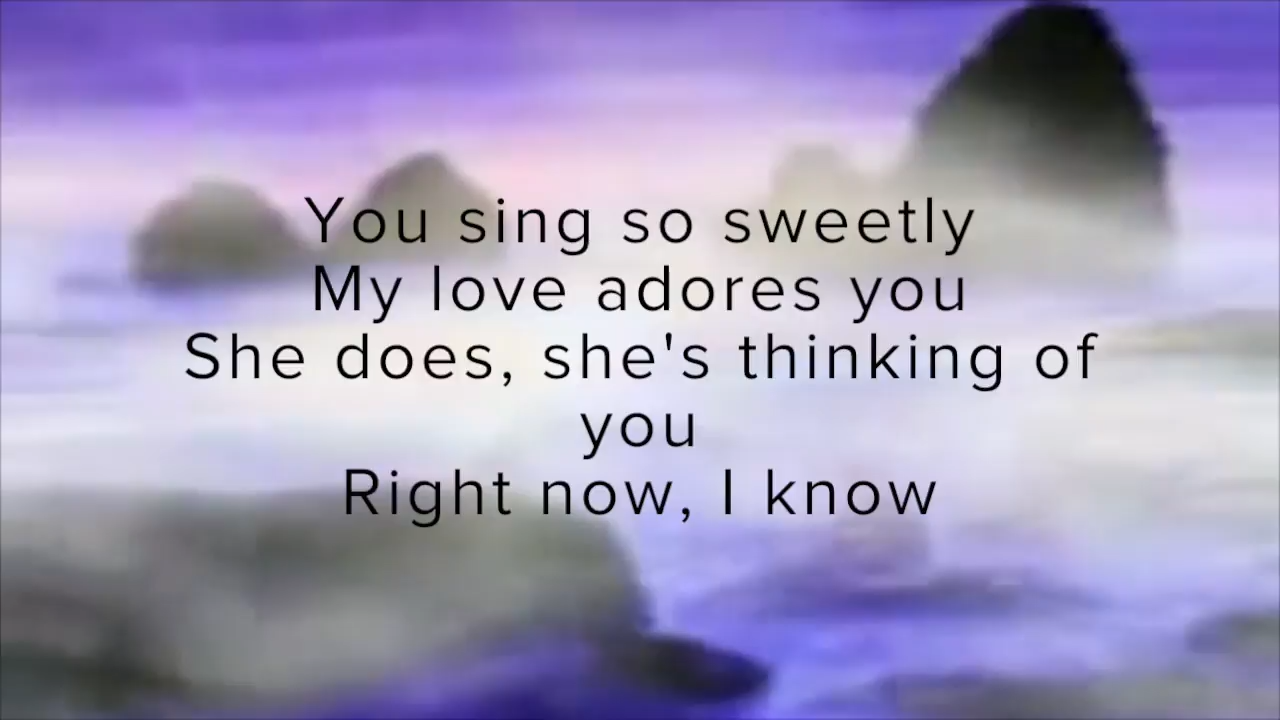 You sing so sweetly
My love adores you
She does, she's thinking of
you
Right now, I know